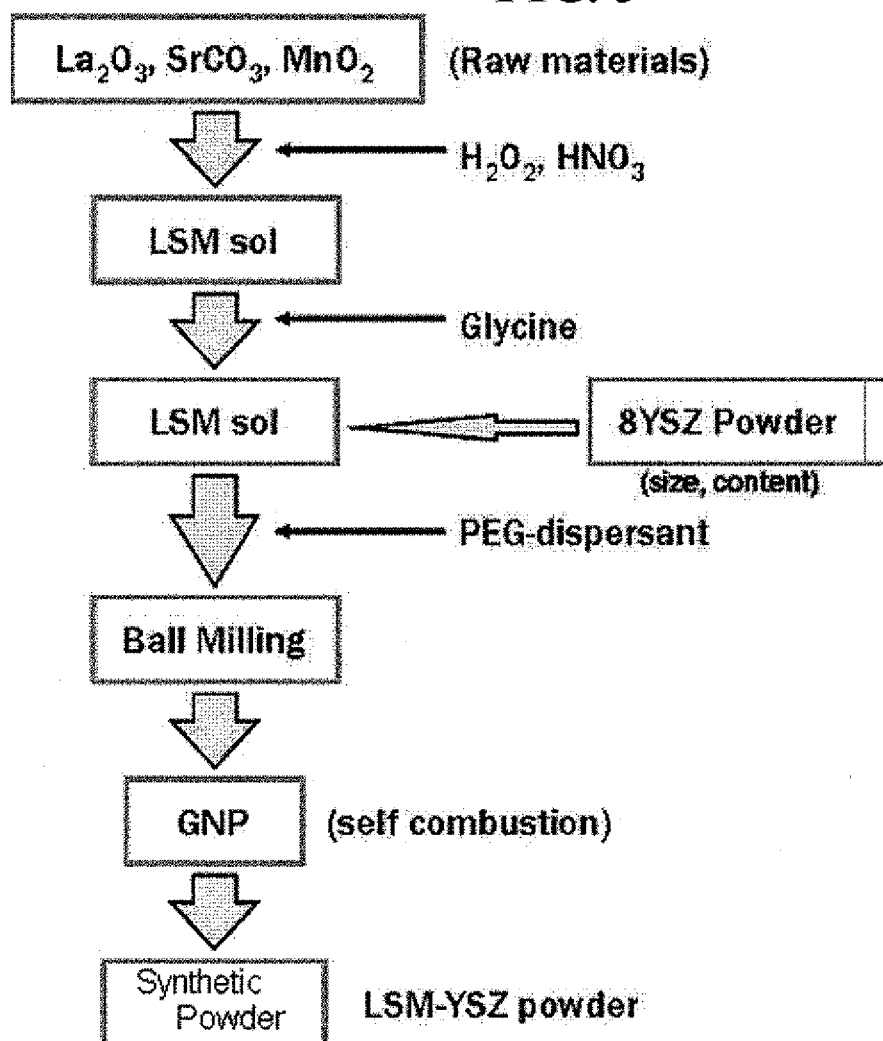 La₂O₃, SrCO₃, MnO₂ (Raw materials)
H₂O₂, HNO₃
LSM sol
Glycine
LSM sol
8YSZ Powder
(size, content)
PEG-dispersant
Ball Milling
GNP (self combustion)
Synthetic
Powder
LSM-YSZ powder